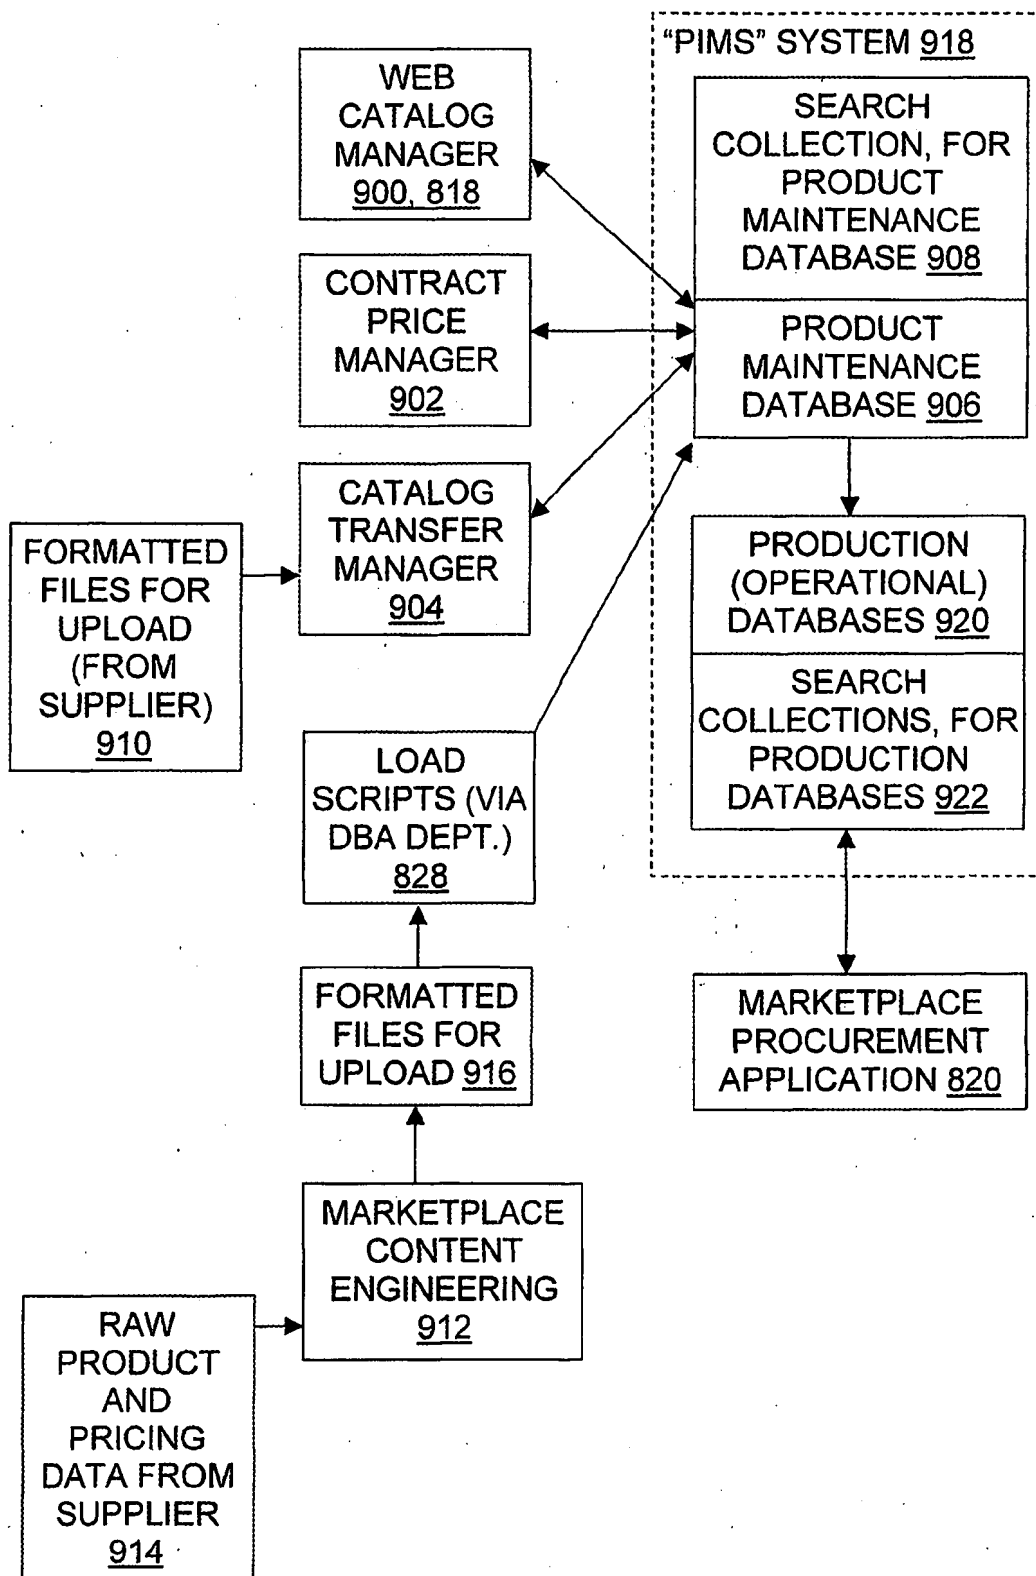 “PIMS” SYSTEM 918
WEB
CATALOG
MANAGER
900, 818
SEARCH
COLLECTION, FOR
PRODUCT
MAINTENANCE
DATABASE 908
CONTRACT
PRICE
MANAGER
902
PRODUCT
MAINTENANCE
DATABASE 906
CATALOG
TRANSFER
MANAGER
904
FORMATTED
FILES FOR
UPLOAD
(FROM
SUPPLIER)
910
PRODUCTION
(OPERATIONAL)
DATABASES 920
SEARCH
COLLECTIONS, FOR
PRODUCTION
DATABASES 922
LOAD
SCRIPTS (VIA
DBA DEPT.)
828
FORMATTED
FILES FOR
UPLOAD 916
MARKETPLACE
PROCUREMENT
APPLICATION 820
MARKETPLACE
CONTENT
ENGINEERING
912
RAW
PRODUCT
AND
PRICING
DATA FROM
SUPPLIER
914